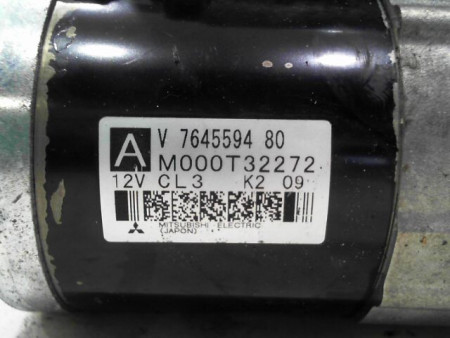 A V 7645594 80
M000T32272
12V CL3 K2 09
MITSUBISHI ELECTRIC
(JAPAN)